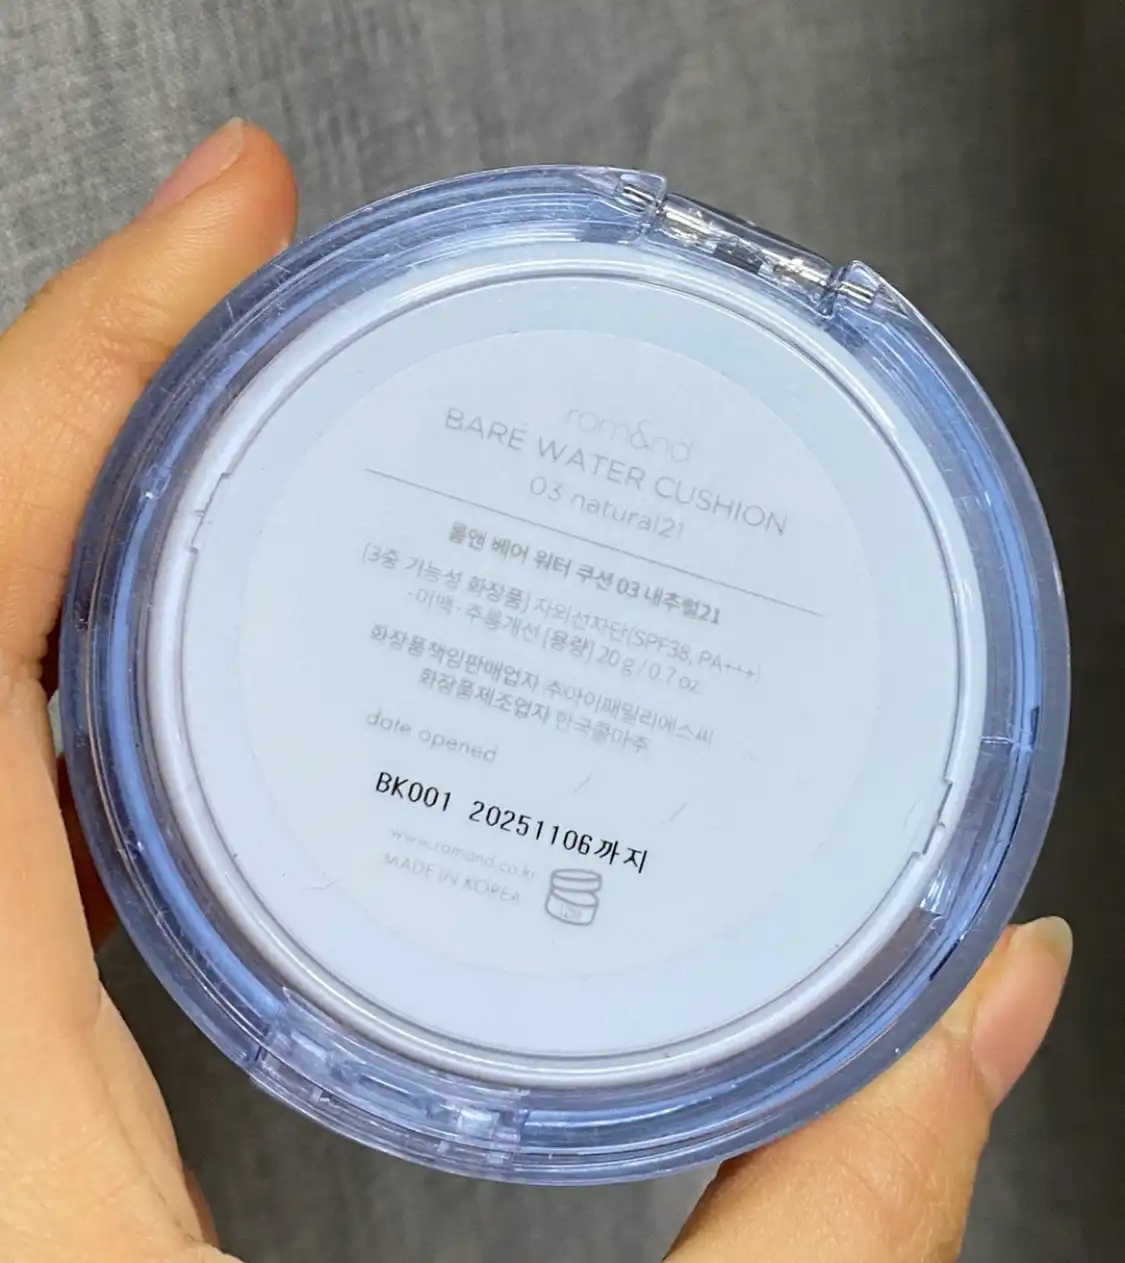 rom&nd
BARE WATER CUSHION
03 natural21
롬앤 베어 워터 쿠션 03 내추럴21
[3중 기능성 화장품] 자외선차단(SPF38, PA+++)
·미백·주름개선 [용량] 20 g / 0.7 oz.
화장품책임판매업자 ㈜아이패밀리에스씨
화장품제조업자 한국콜마㈜
date opened / /
BK001 20251106까지
www.romand.co.kr
MADE IN KOREA
12M